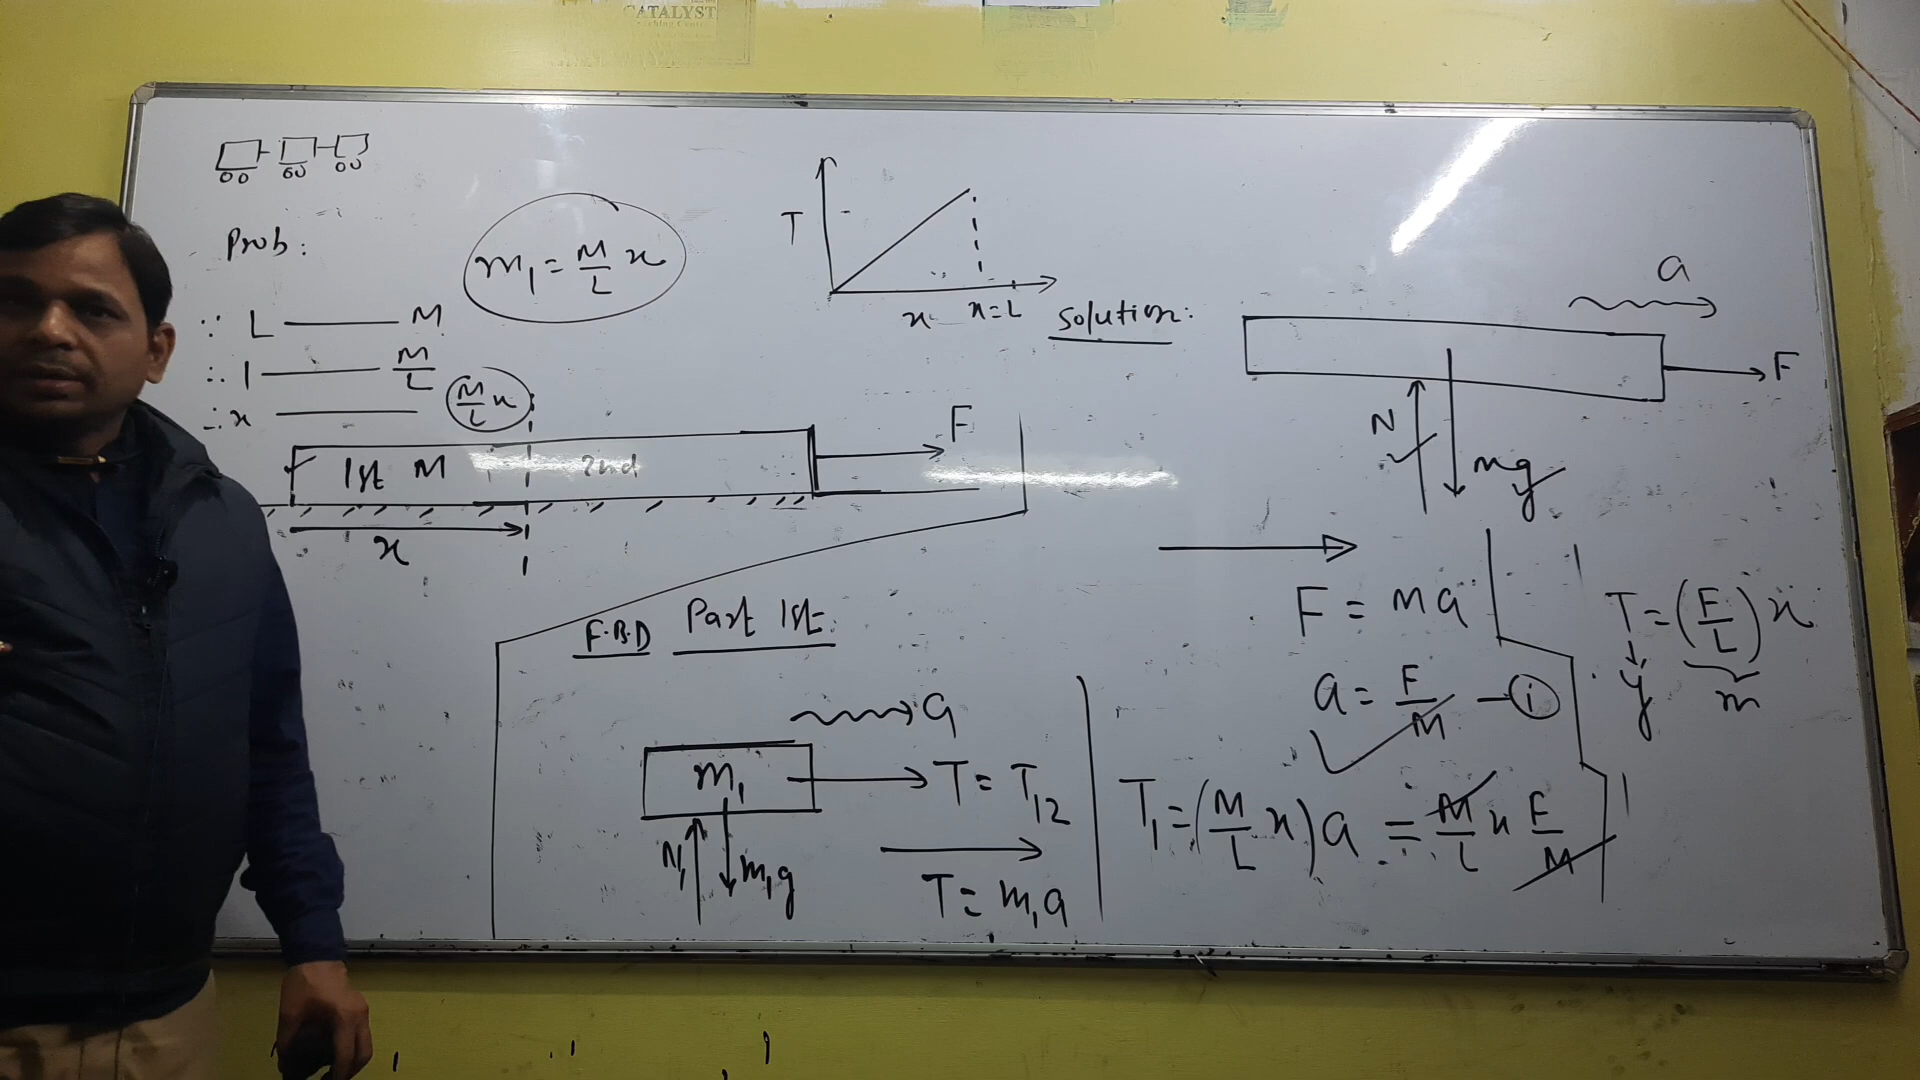 CATALYST
Prob:
m₁ = M/L x
∵ L —— M
∴ 1 —— M/L
∴ x —— M/L x
1st M 2nd
F
x
T
x x=L
Solution:
a
F
N
mg
F = Ma
a = F/M — (i)
T = (F/L) x
y m
F.B.D Part 1st:
a
m₁
T = T₁₂
N₁ m₁g
T = m₁a
T₁ = (M/L x) a = M/L x F/M